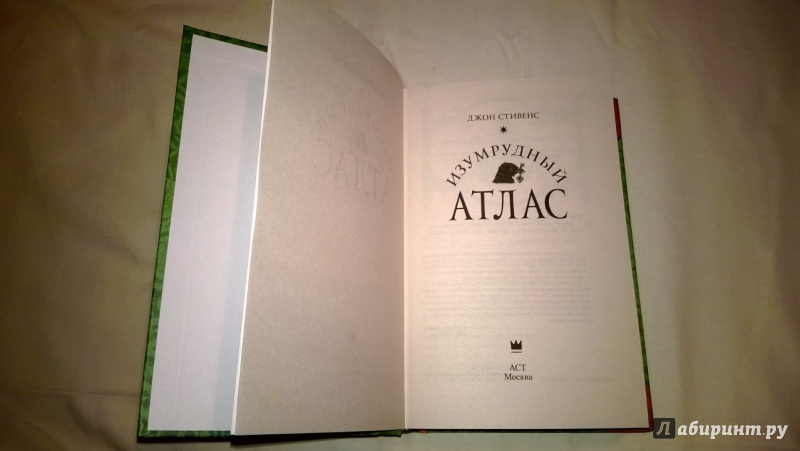 ДЖОН СТИВЕНС
ИЗУМРУДНЫЙ
АТЛАС
АСТ
Москва
Лабиринт.ру